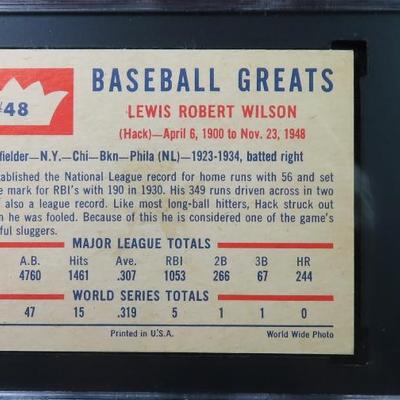 #48
BASEBALL GREATS
LEWIS ROBERT WILSON
(Hack)—April 6, 1900 to Nov. 23, 1948
fielder—N.Y.—Chi—Bkn—Phila (NL)—1923-1934, batted right
tablished the National League record for home runs with 56 and set
e mark for RBI's with 190 in 1930. His 349 runs driven across in two
also a league record. Like most long-ball hitters, Hack struck out
n he was fooled. Because of this he is considered one of the game's
ful sluggers.
MAJOR LEAGUE TOTALS
A.B. Hits Ave. RBI 2B 3B HR
4760 1461 .307 1053 266 67 244
WORLD SERIES TOTALS
47 15 .319 5 1 1 0
Printed in U.S.A. World Wide Photo